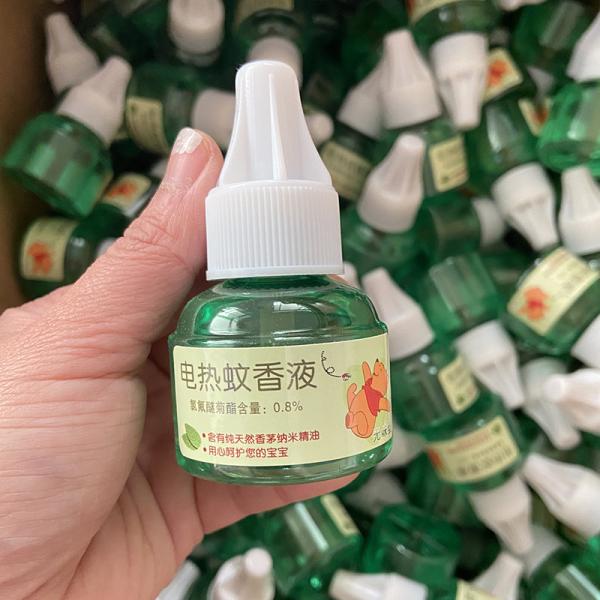 电热蚊香液
氯氟醚菊酯含量：0.8%
•含有纯天然香茅纳米精油
•用心呵护您的宝宝